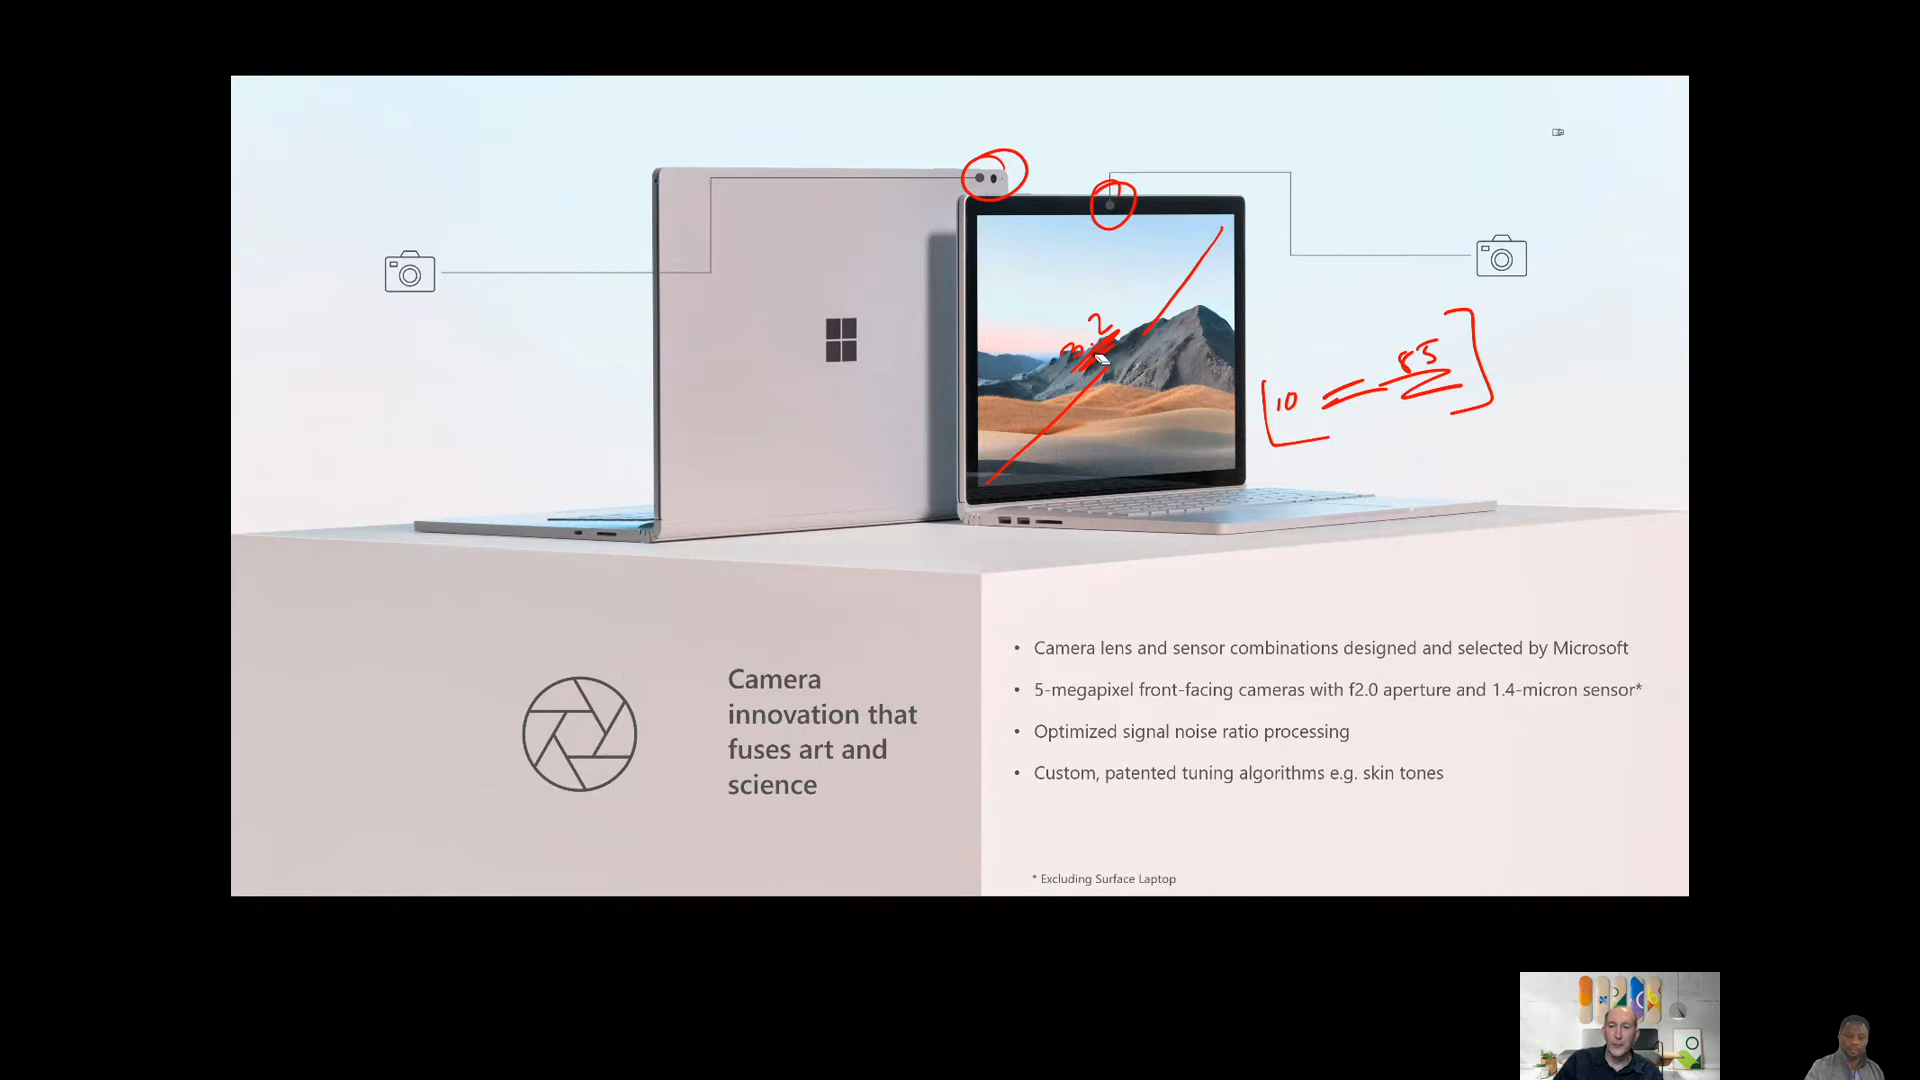 2
10
85
Camera
innovation that
fuses art and
science
• Camera lens and sensor combinations designed and selected by Microsoft
• 5-megapixel front-facing cameras with f2.0 aperture and 1.4-micron sensor*
• Optimized signal noise ratio processing
• Custom, patented tuning algorithms e.g. skin tones
* Excluding Surface Laptop